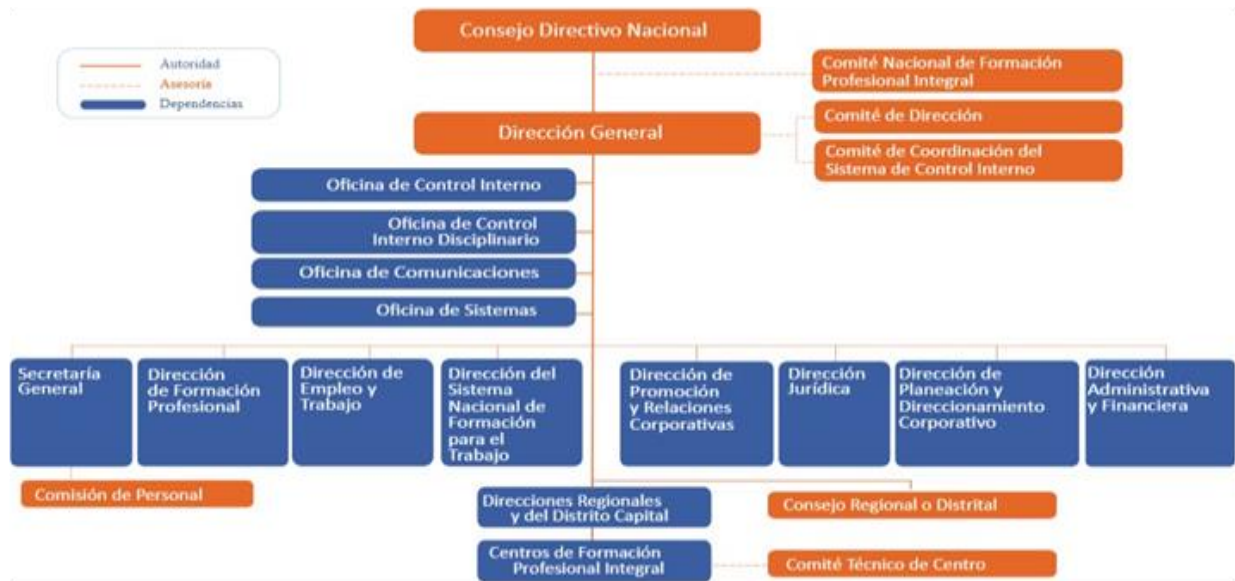 Consejo Directivo Nacional
Autoridad
Asesoría
Dependencias
Comité Nacional de Formación
Profesional Integral
Dirección General
Comité de Dirección
Comité de Coordinación del
Sistema de Control Interno
Oficina de Control Interno
Oficina de Control
Interno Disciplinario
Oficina de Comunicaciones
Oficina de Sistemas
Secretaría
General
Dirección
de Formación
Profesional
Dirección de
Empleo y
Trabajo
Dirección del
Sistema
Nacional de
Formación
para el
Trabajo
Dirección de
Promoción
y Relaciones
Corporativas
Dirección
Jurídica
Dirección de
Planeación y
Direccionamiento
Corporativo
Dirección
Administrativa
y Financiera
Comisión de Personal
Direcciones Regionales
y del Distrito Capital
Consejo Regional o Distrital
Centros de Formación
Profesional Integral
Comité Técnico de Centro